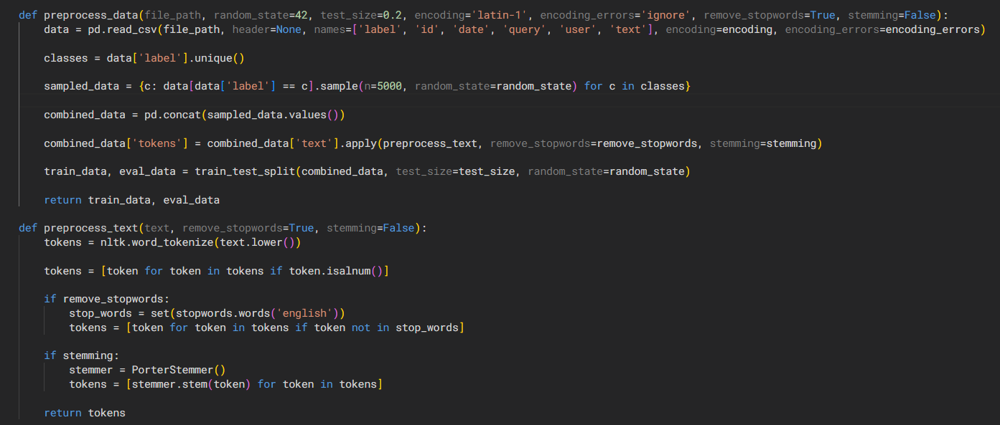 def preprocess_data(file_path, random_state=42, test_size=0.2, encoding='latin-1', encoding_errors='ignore', remove_stopwords=True, stemming=False):
    data = pd.read_csv(file_path, header=None, names=['label', 'id', 'date', 'query', 'user', 'text'], encoding=encoding, encoding_errors=encoding_errors)

    classes = data['label'].unique()

    sampled_data = {c: data[data['label'] == c].sample(n=5000, random_state=random_state) for c in classes}

    combined_data = pd.concat(sampled_data.values())

    combined_data['tokens'] = combined_data['text'].apply(preprocess_text, remove_stopwords=remove_stopwords, stemming=stemming)

    train_data, eval_data = train_test_split(combined_data, test_size=test_size, random_state=random_state)

    return train_data, eval_data

def preprocess_text(text, remove_stopwords=True, stemming=False):
    tokens = nltk.word_tokenize(text.lower())

    tokens = [token for token in tokens if token.isalnum()]

    if remove_stopwords:
        stop_words = set(stopwords.words('english'))
        tokens = [token for token in tokens if token not in stop_words]

    if stemming:
        stemmer = PorterStemmer()
        tokens = [stemmer.stem(token) for token in tokens]

    return tokens